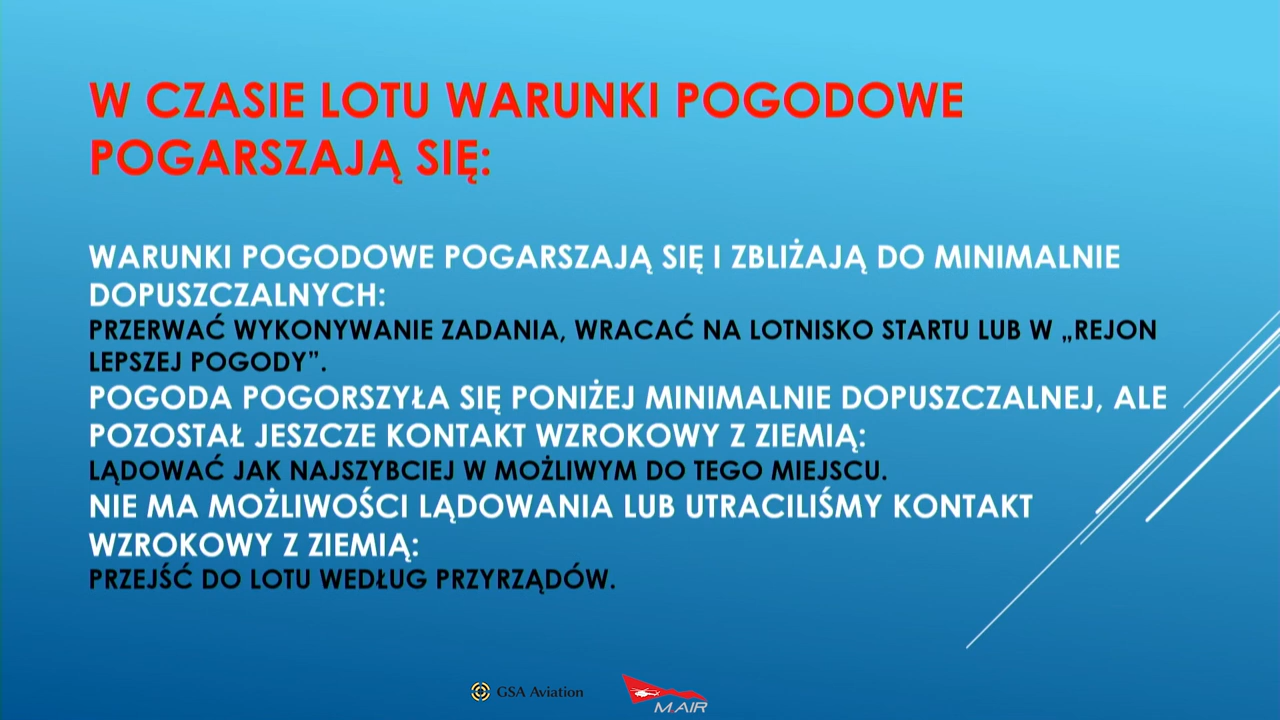 W CZASIE LOTU WARUNKI POGODOWE
POGARSZAJĄ SIĘ:
WARUNKI POGODOWE POGARSZAJĄ SIĘ I ZBLIŻAJĄ DO MINIMALNIE
DOPUSZCZALNYCH:
PRZERWAĆ WYKONYWANIE ZADANIA, WRACAĆ NA LOTNISKO STARTU LUB W „REJON
LEPSZEJ POGODY”.
POGODA POGORSZYŁA SIĘ PONIŻEJ MINIMALNIE DOPUSZCZALNEJ, ALE
POZOSTAŁ JESZCZE KONTAKT WZROKOWY Z ZIEMIĄ:
LĄDOWAĆ JAK NAJSZYBCIEJ W MOŻLIWYM DO TEGO MIEJSCU.
NIE MA MOŻLIWOŚCI LĄDOWANIA LUB UTRACILIŚMY KONTAKT
WZROKOWY Z ZIEMIĄ:
PRZEJŚĆ DO LOTU WEDŁUG PRZYRZĄDÓW.
GSA Aviation
M.AIR